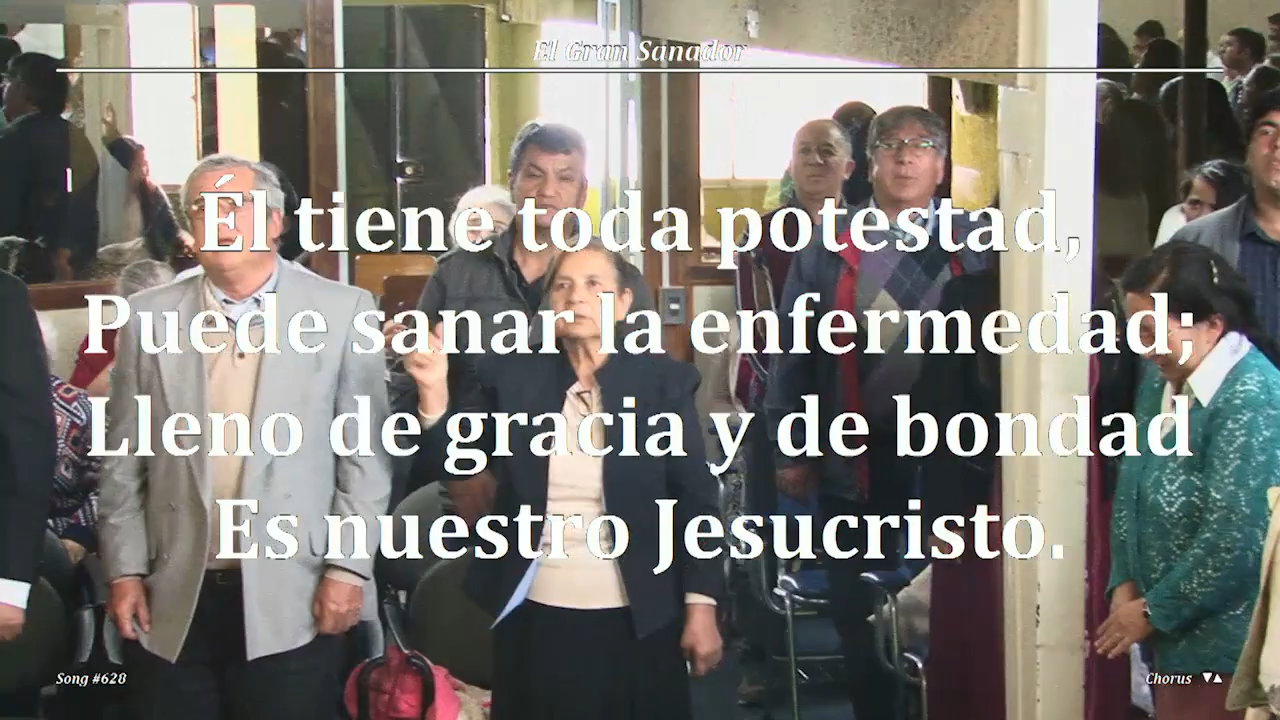 El Gran Sanador
Él tiene toda potestad,
Puede sanar la enfermedad;
Lleno de gracia y de bondad
Es nuestro Jesucristo.
Song #628
Chorus ▼▲